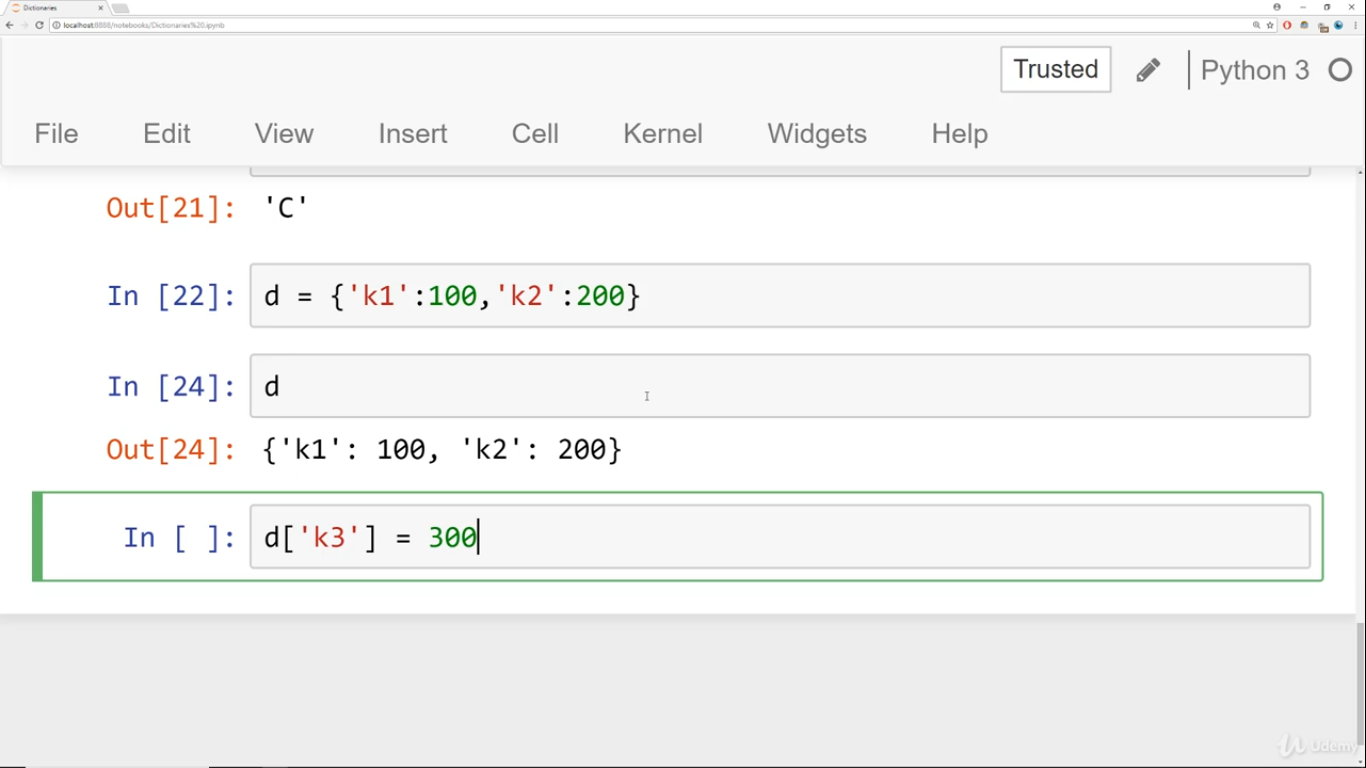 Dictionaries
localhost:8888/notebooks/Dictionaries%20.ipynb
Trusted
Python 3
File Edit View Insert Cell Kernel Widgets Help
Out[21]: 'C'
In [22]: d = {'k1':100,'k2':200}
In [24]: d
Out[24]: {'k1': 100, 'k2': 200}
In [ ]: d['k3'] = 300
Udemy